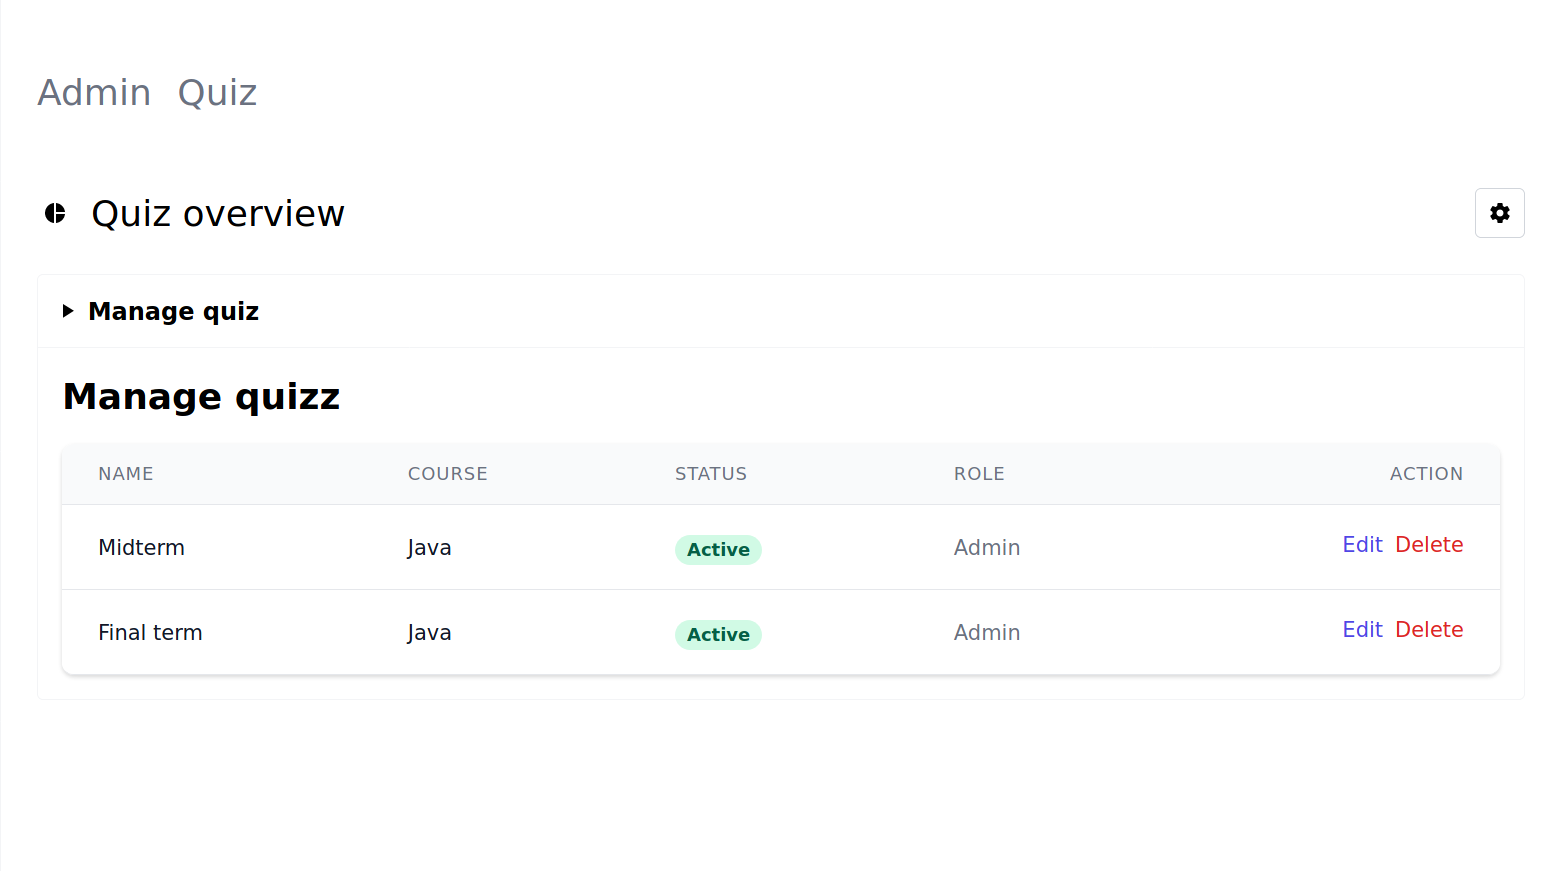 Admin Quiz
Quiz overview
Manage quiz
Manage quizz
NAME COURSE STATUS ROLE ACTION
Midterm Java Active Admin Edit Delete
Final term Java Active Admin Edit Delete